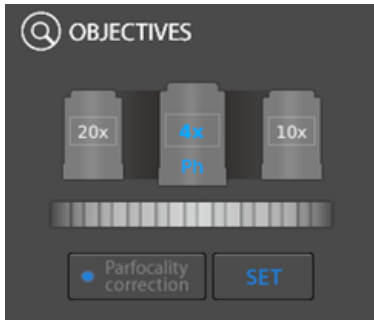 OBJECTIVES
20x 4x 10x
Ph
Parfocality
correction SET